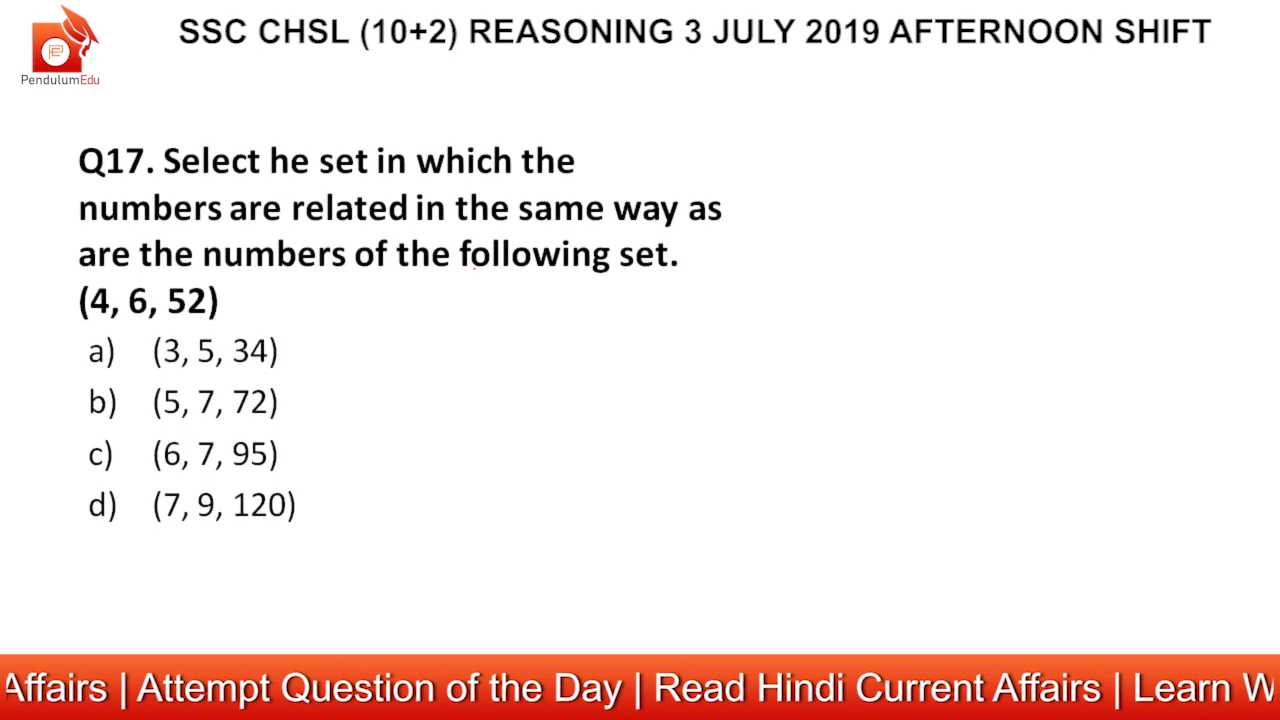 SSC CHSL (10+2) REASONING 3 JULY 2019 AFTERNOON SHIFT
PendulumEdu
Q17. Select he set in which the
numbers are related in the same way as
are the numbers of the following set.
(4, 6, 52)
a) (3, 5, 34)
b) (5, 7, 72)
c) (6, 7, 95)
d) (7, 9, 120)
Affairs | Attempt Question of the Day | Read Hindi Current Affairs | Learn W